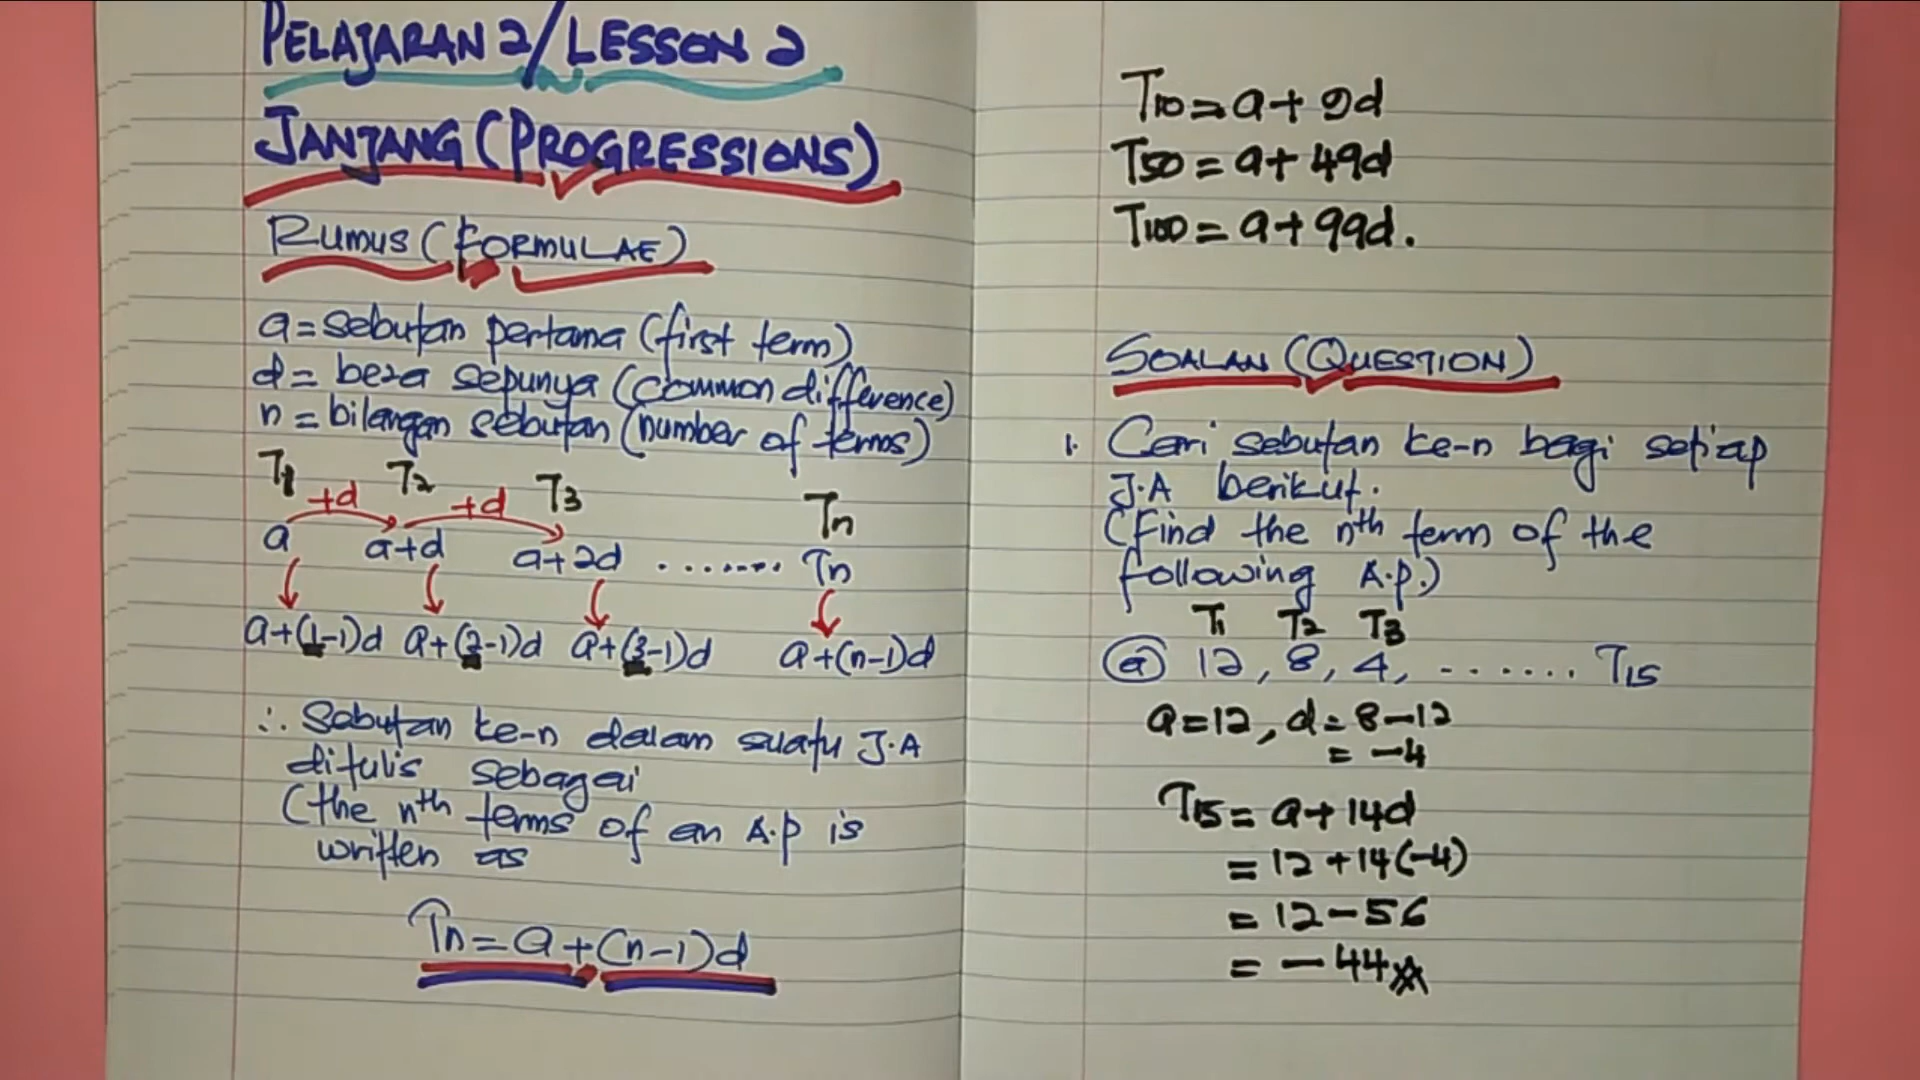 PELAJARAN 2/LESSON 2
JANJANG (PROGRESSIONS)
RUMUS (FORMULAE)
a = sebutan pertama (first term)
d = beza sepunya (common difference)
n = bilangan sebutan (number of terms)
T1 T2 T3 Tn
+d +d
a a+d a+2d ........ Tn
a+(1-1)d a+(2-1)d a+(3-1)d a+(n-1)d
∴ Sebutan ke-n dalam suatu J.A
ditulis sebagai
(the nth terms of an A.P is
written as
Tn = a+(n-1)d
T10 = a+9d
T50 = a+49d
T100 = a+99d.
SOALAN (QUESTION)
1. Cari sebutan ke-n bagi setiap
J.A berikut.
(Find the nth term of the
following A.P.)
T1 T2 T3
(a) 12, 8, 4, ....... T15
a=12, d= 8-12
= -4
T15 = a+14d
= 12+14(-4)
= 12-56
= -44